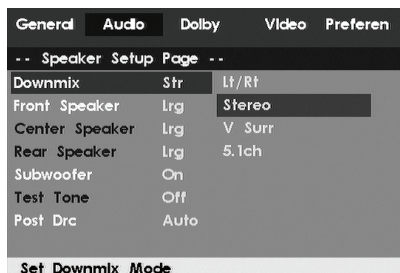 General Audio Dolby Video Preferen
-- Speaker Setup Page --
Downmix Str Lt/Rt
Front Speaker Lrg Stereo
Center Speaker Lrg V Surr
Rear Speaker Lrg 5.1ch
Subwoofer On
Test Tone Off
Post Drc Auto
Set Downmix Mode